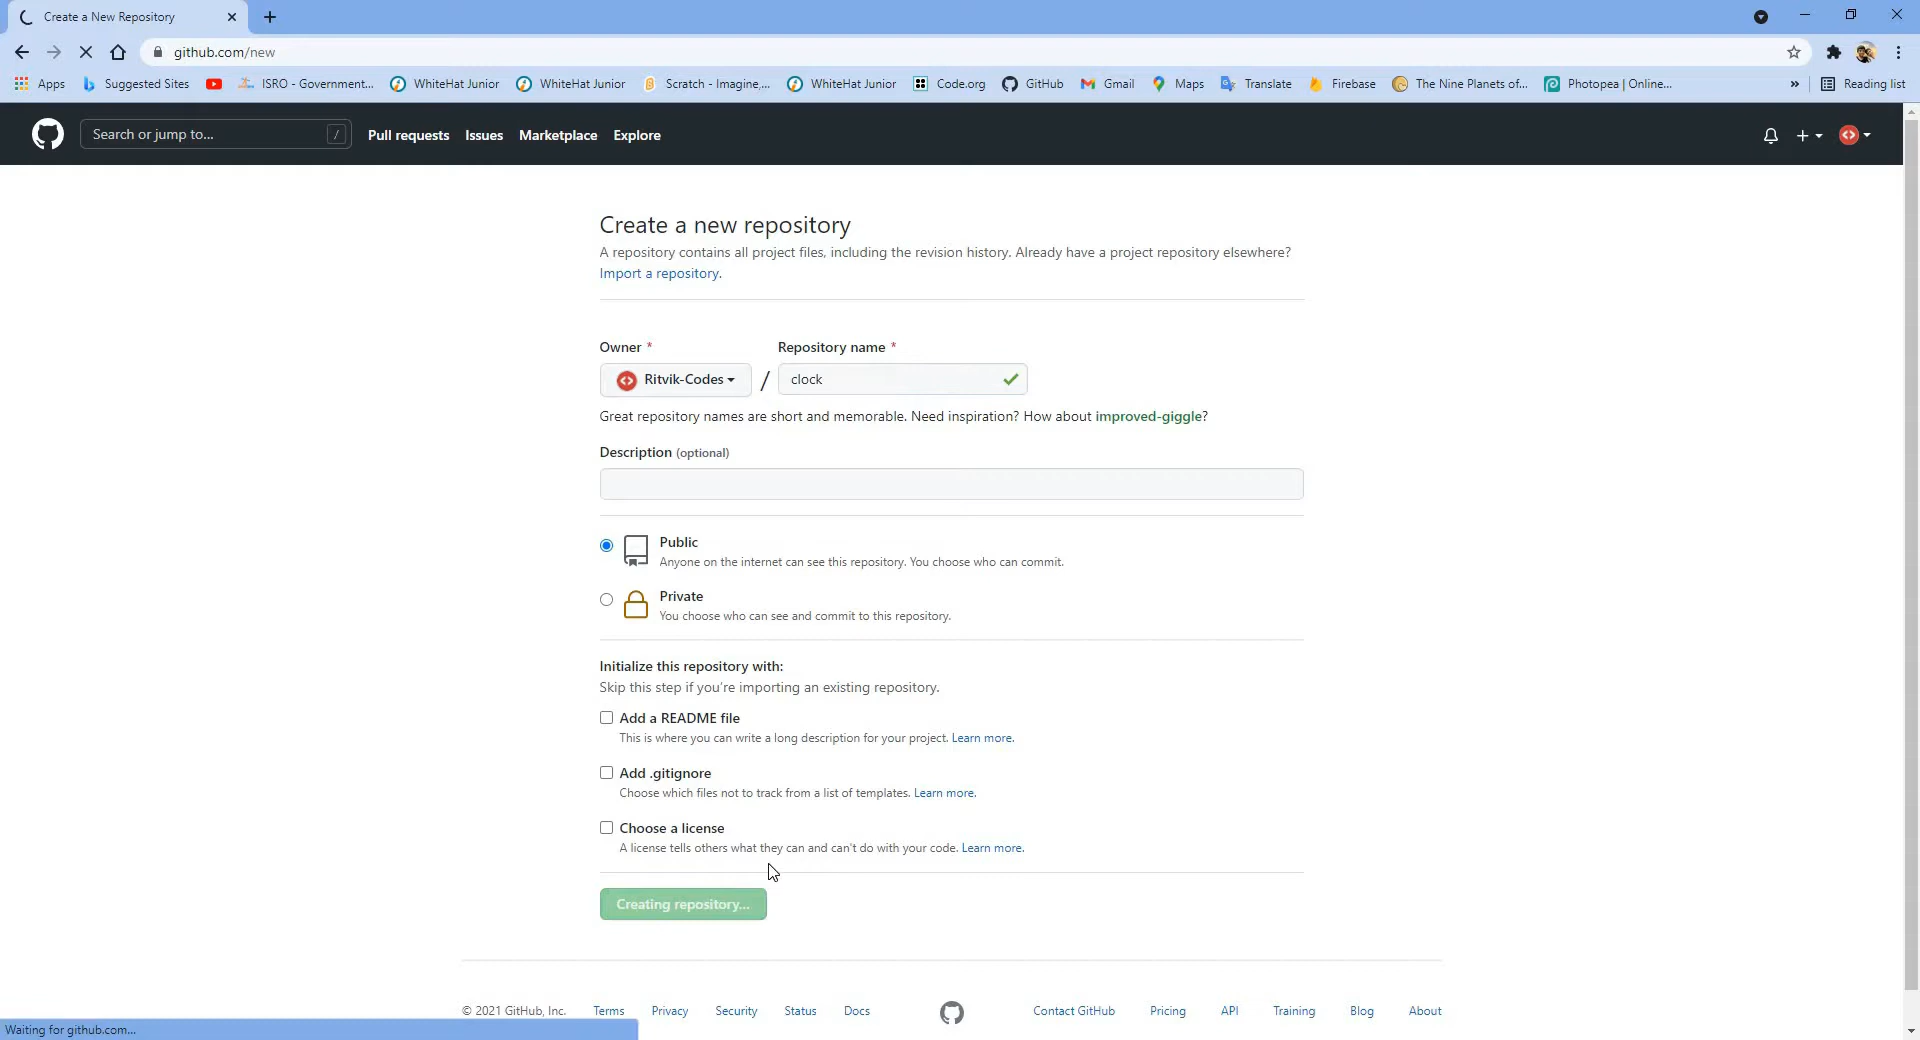 Create a New Repository
github.com/new
Apps Suggested Sites ISRO - Government... WhiteHat Junior WhiteHat Junior Scratch - Imagine,... WhiteHat Junior Code.org GitHub Gmail Maps Translate Firebase The Nine Planets of... Photopea | Online... » Reading list
Search or jump to... / Pull requests Issues Marketplace Explore
Create a new repository
A repository contains all project files, including the revision history. Already have a project repository elsewhere?
Import a repository.
Owner * Repository name *
Ritvik-Codes / clock
Great repository names are short and memorable. Need inspiration? How about improved-giggle?
Description (optional)
Public
Anyone on the internet can see this repository. You choose who can commit.
Private
You choose who can see and commit to this repository.
Initialize this repository with:
Skip this step if you're importing an existing repository.
Add a README file
This is where you can write a long description for your project. Learn more.
Add .gitignore
Choose which files not to track from a list of templates. Learn more.
Choose a license
A license tells others what they can and can't do with your code. Learn more.
Creating repository...
© 2021 GitHub, Inc. Terms Privacy Security Status Docs Contact GitHub Pricing API Training Blog About
Waiting for github.com...